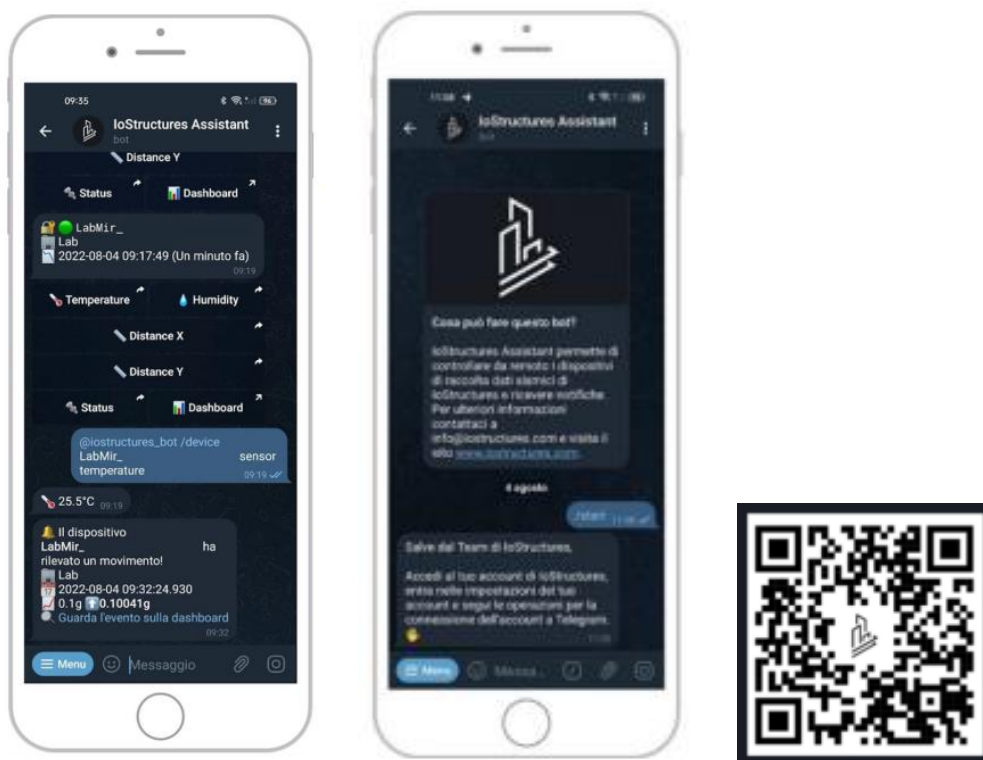 09:35
96
IoStructures Assistant
bot
Distance Y
Status Dashboard
LabMir_
Lab
2022-08-04 09:17:49 (Un minuto fa)
09:19
Temperature Humidity
Distance X
Distance Y
Status Dashboard
@iostructures_bot /device
LabMir_ sensor
temperature
09:19
25.5°C 09:19
Il dispositivo
LabMir_ ha
rilevato un movimento!
Lab
2022-08-04 09:32:24.930
0.1g 0.10041g
Guarda l'evento sulla dashboard
09:32
Menu Messaggio
IoStructures Assistant
bot
Cosa può fare questo bot?
IoStructures Assistant permette di
controllare da remoto i dispositivi
di raccolta dati sismici di
IoStructures e ricevere notifiche.
Per ulteriori informazioni
contattaci a
info@iostructures.com e visita il
sito www.iostructures.com.
4 agosto
/start
Salve dal Team di IoStructures,
Accedi al tuo account di IoStructures,
entra nelle impostazioni del tuo
account e segui le operazioni per la
connessione dell'account a Telegram.
Menu